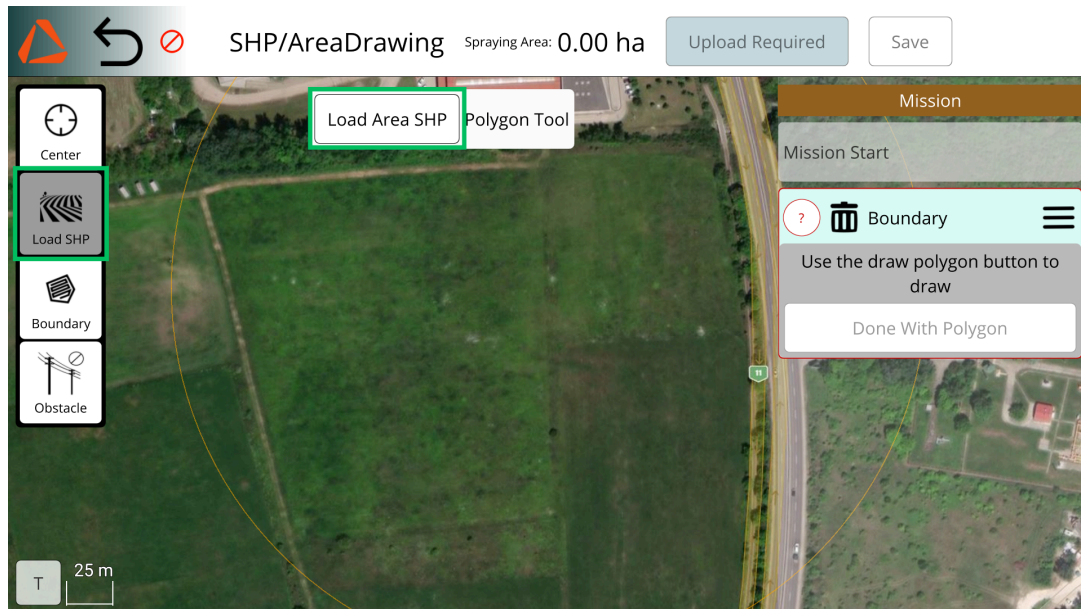 SHP/AreaDrawing
Spraying Area: 0.00 ha
Upload Required
Save
Center
Load SHP
Boundary
Obstacle
Load Area SHP
Polygon Tool
Mission
Mission Start
?
Boundary
Use the draw polygon button to
draw
Done With Polygon
11
T
25 m